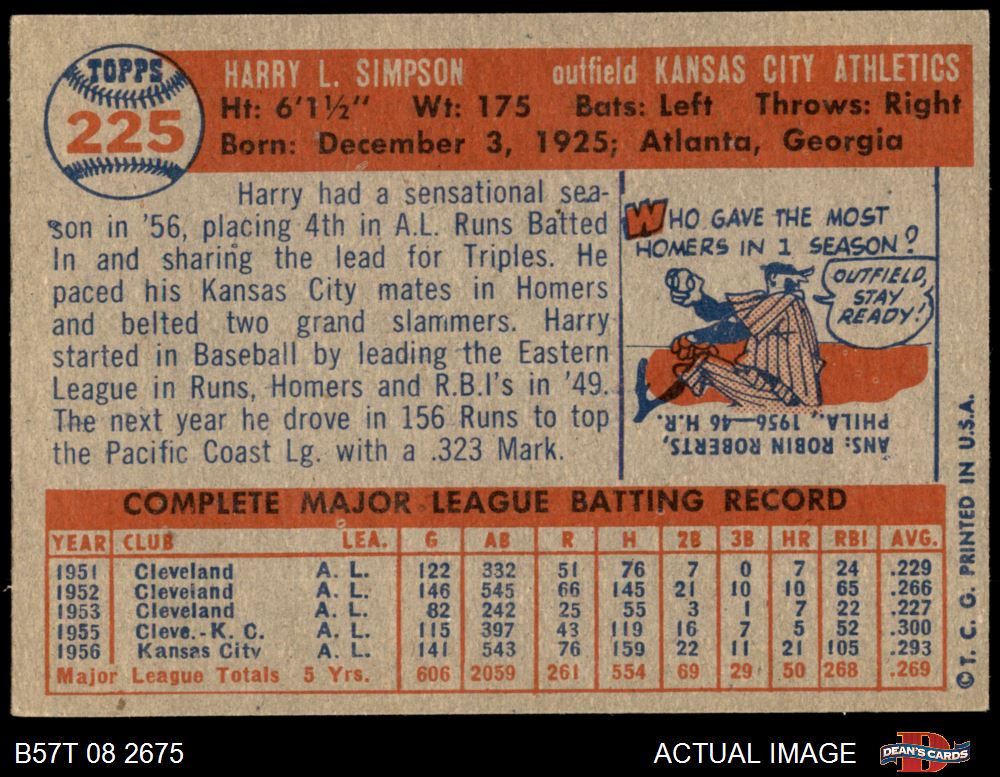 TOPPS
225
HARRY L. SIMPSON outfield KANSAS CITY ATHLETICS
Ht: 6'1½" Wt: 175 Bats: Left Throws: Right
Born: December 3, 1925; Atlanta, Georgia
Harry had a sensational sea-
son in '56, placing 4th in A.L. Runs Batted
In and sharing the lead for Triples. He
paced his Kansas City mates in Homers
and belted two grand slammers. Harry
started in Baseball by leading the Eastern
League in Runs, Homers and R.B.I's in '49.
The next year he drove in 156 Runs to top
the Pacific Coast Lg. with a .323 Mark.
WHO GAVE THE MOST
HOMERS IN 1 SEASON?
OUTFIELD,
STAY
READY!
ANS: ROBIN ROBERTS,
PHILA., 1956—46 H.R.
COMPLETE MAJOR LEAGUE BATTING RECORD
YEAR CLUB LEA. G AB R H 2B 3B HR RBI AVG.
1951 Cleveland A. L. 122 332 51 76 7 0 7 24 .229
1952 Cleveland A. L. 146 545 66 145 21 10 10 65 .266
1953 Cleveland A. L. 82 242 25 55 3 1 7 22 .227
1955 Cleve.-K. C. A. L. 115 397 43 119 16 7 5 52 .300
1956 Kansas City A. L. 141 543 76 159 22 11 21 105 .293
Major League Totals 5 Yrs. 606 2059 261 554 69 29 50 268 .269
©T. C. G. PRINTED IN U.S.A.
B57T 08 2675
ACTUAL IMAGE
DEAN'S CARDS